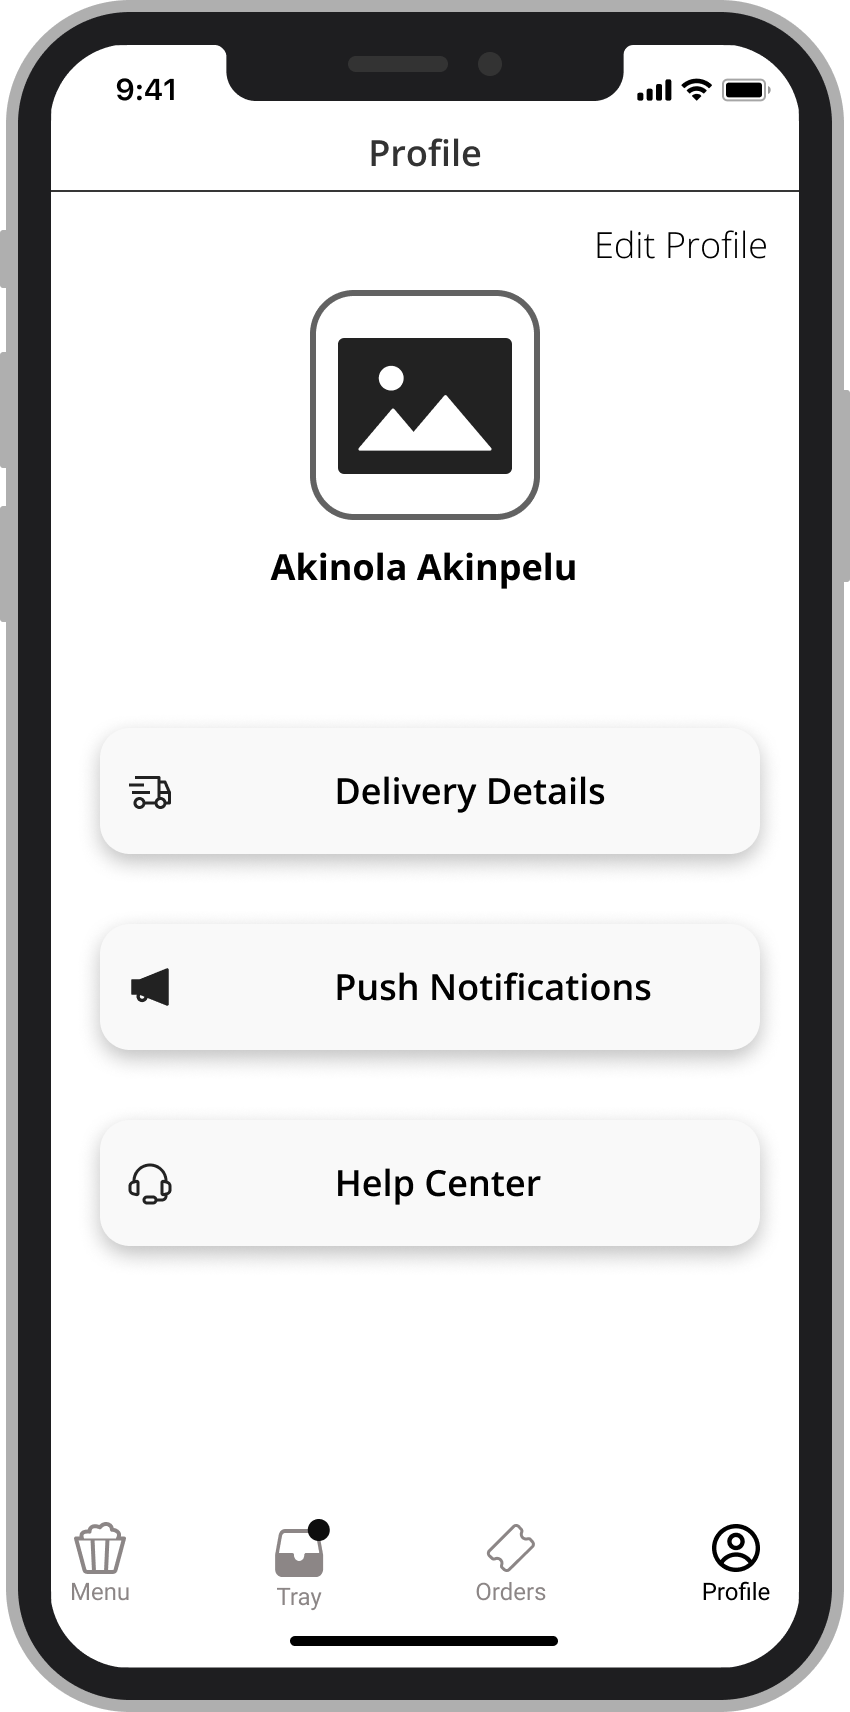 9:41
Profile
Edit Profile
Akinola Akinpelu
Delivery Details
Push Notifications
Help Center
Menu
Tray
Orders
Profile